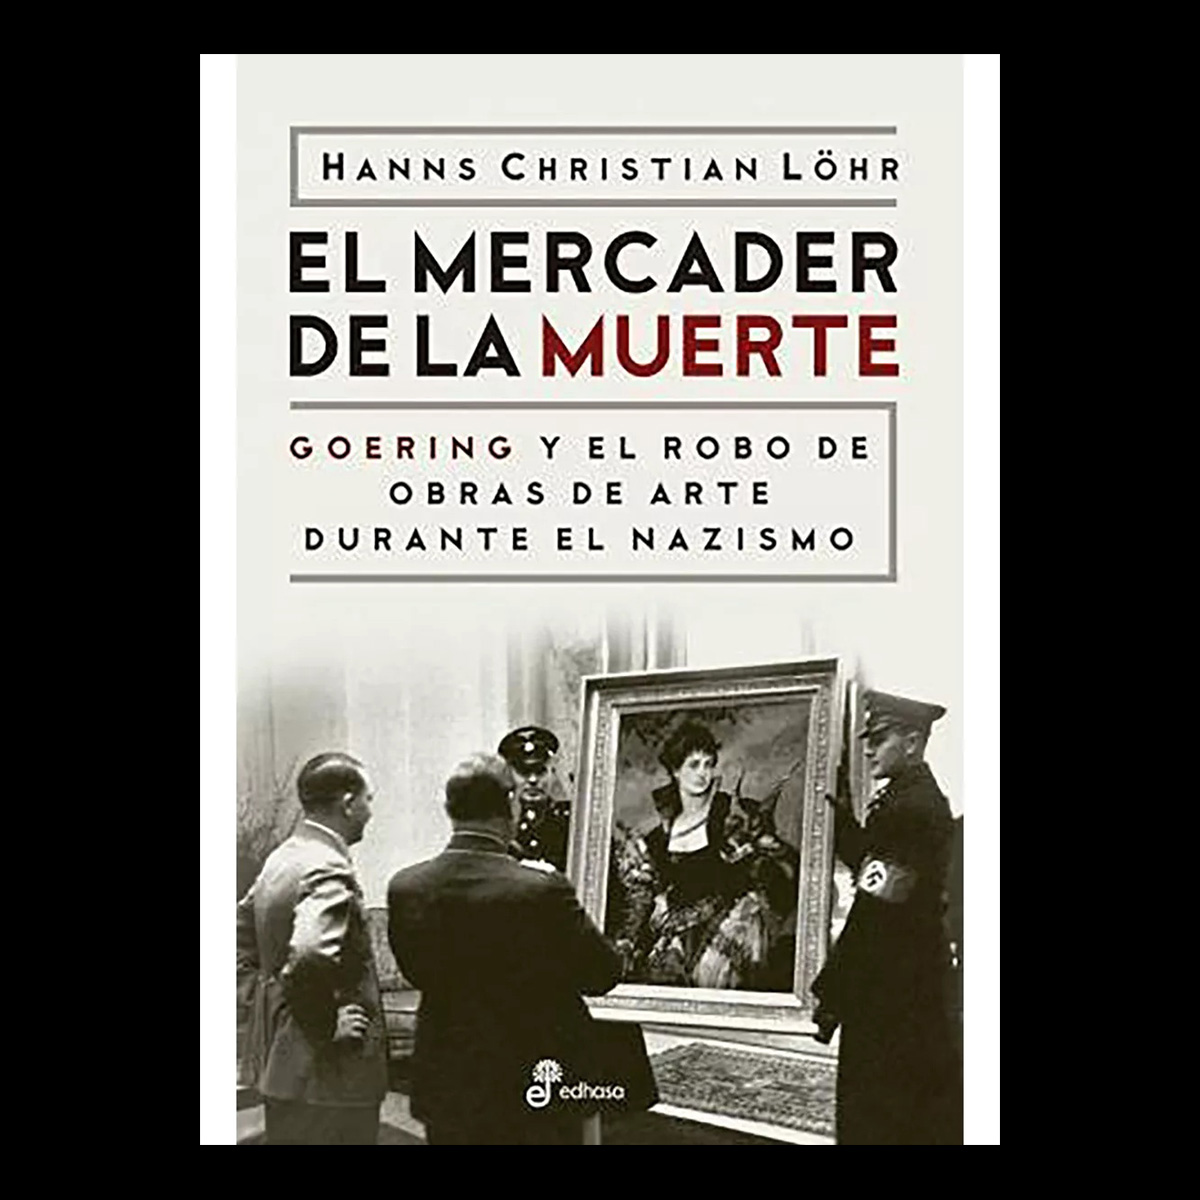 HANNS CHRISTIAN LÖHR
EL MERCADER
DE LA MUERTE
GOERING Y EL ROBO DE
OBRAS DE ARTE
DURANTE EL NAZISMO
edhasa